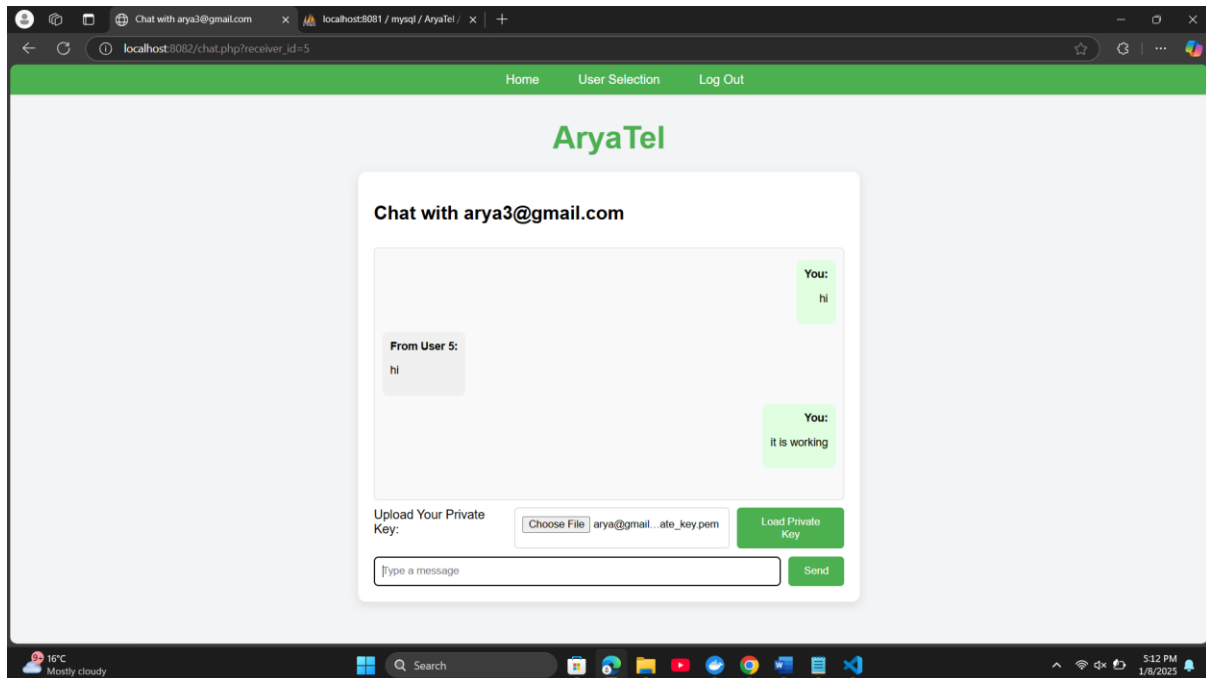 Chat with arya3@gmail.com
localhost:8081 / mysql / AryaTel /
localhost:8082/chat.php?receiver_id=5
Home User Selection Log Out
AryaTel
Chat with arya3@gmail.com
You:
hi
From User 5:
hi
You:
it is working
Upload Your Private
Key:
Choose File arya@gmail...ate_key.pem
Load Private
Key
Type a message
Send
9+
16°C
Mostly cloudy
Search
5:12 PM
1/8/2025